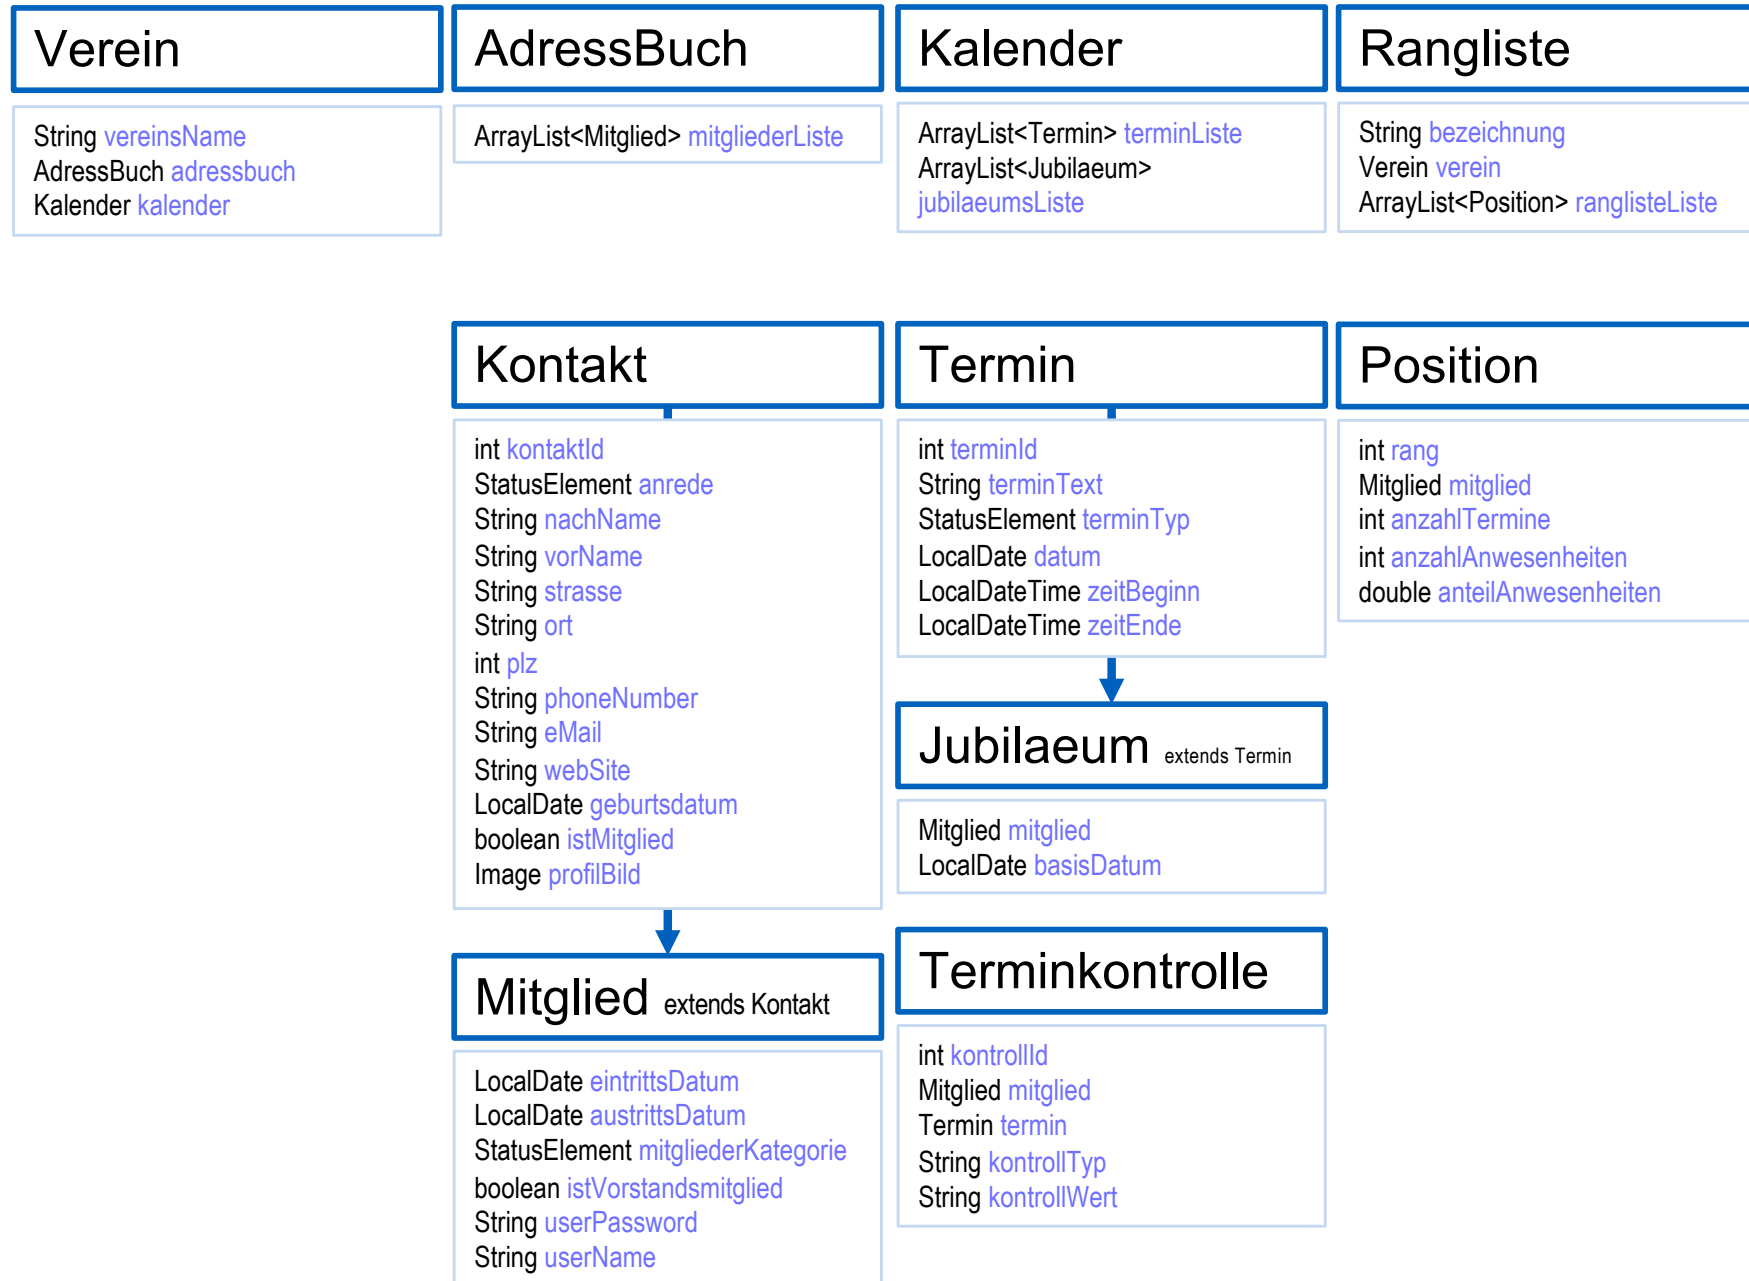 Verein
String vereinsName
AdressBuch adressbuch
Kalender kalender
AdressBuch
ArrayList<Mitglied> mitgliederListe
Kalender
ArrayList<Termin> terminListe
ArrayList<Jubilaeum>
jubilaeumsListe
Rangliste
String bezeichnung
Verein verein
ArrayList<Position> ranglisteListe
Kontakt
int kontaktId
StatusElement anrede
String nachName
String vorName
String strasse
String ort
int plz
String phoneNumber
String eMail
String webSite
LocalDate geburtsdatum
boolean istMitglied
Image profilBild
Mitglied extends Kontakt
LocalDate eintrittsDatum
LocalDate austrittsDatum
StatusElement mitgliederKategorie
boolean istVorstandsmitglied
String userPassword
String userName
Termin
int terminId
String terminText
StatusElement terminTyp
LocalDate datum
LocalDateTime zeitBeginn
LocalDateTime zeitEnde
Jubilaeum extends Termin
Mitglied mitglied
LocalDate basisDatum
Terminkontrolle
int kontrollId
Mitglied mitglied
Termin termin
String kontrollTyp
String kontrollWert
Position
int rang
Mitglied mitglied
int anzahlTermine
int anzahlAnwesenheiten
double anteilAnwesenheiten